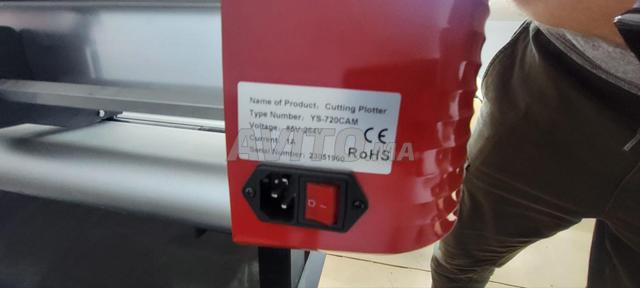 Name of Product: Cutting Plotter
Type Number: YS-720CAM
Voltage: 85V-264V
Current: 1A
Serial Number: 23051960
CE
RoHS
AVITO.MA